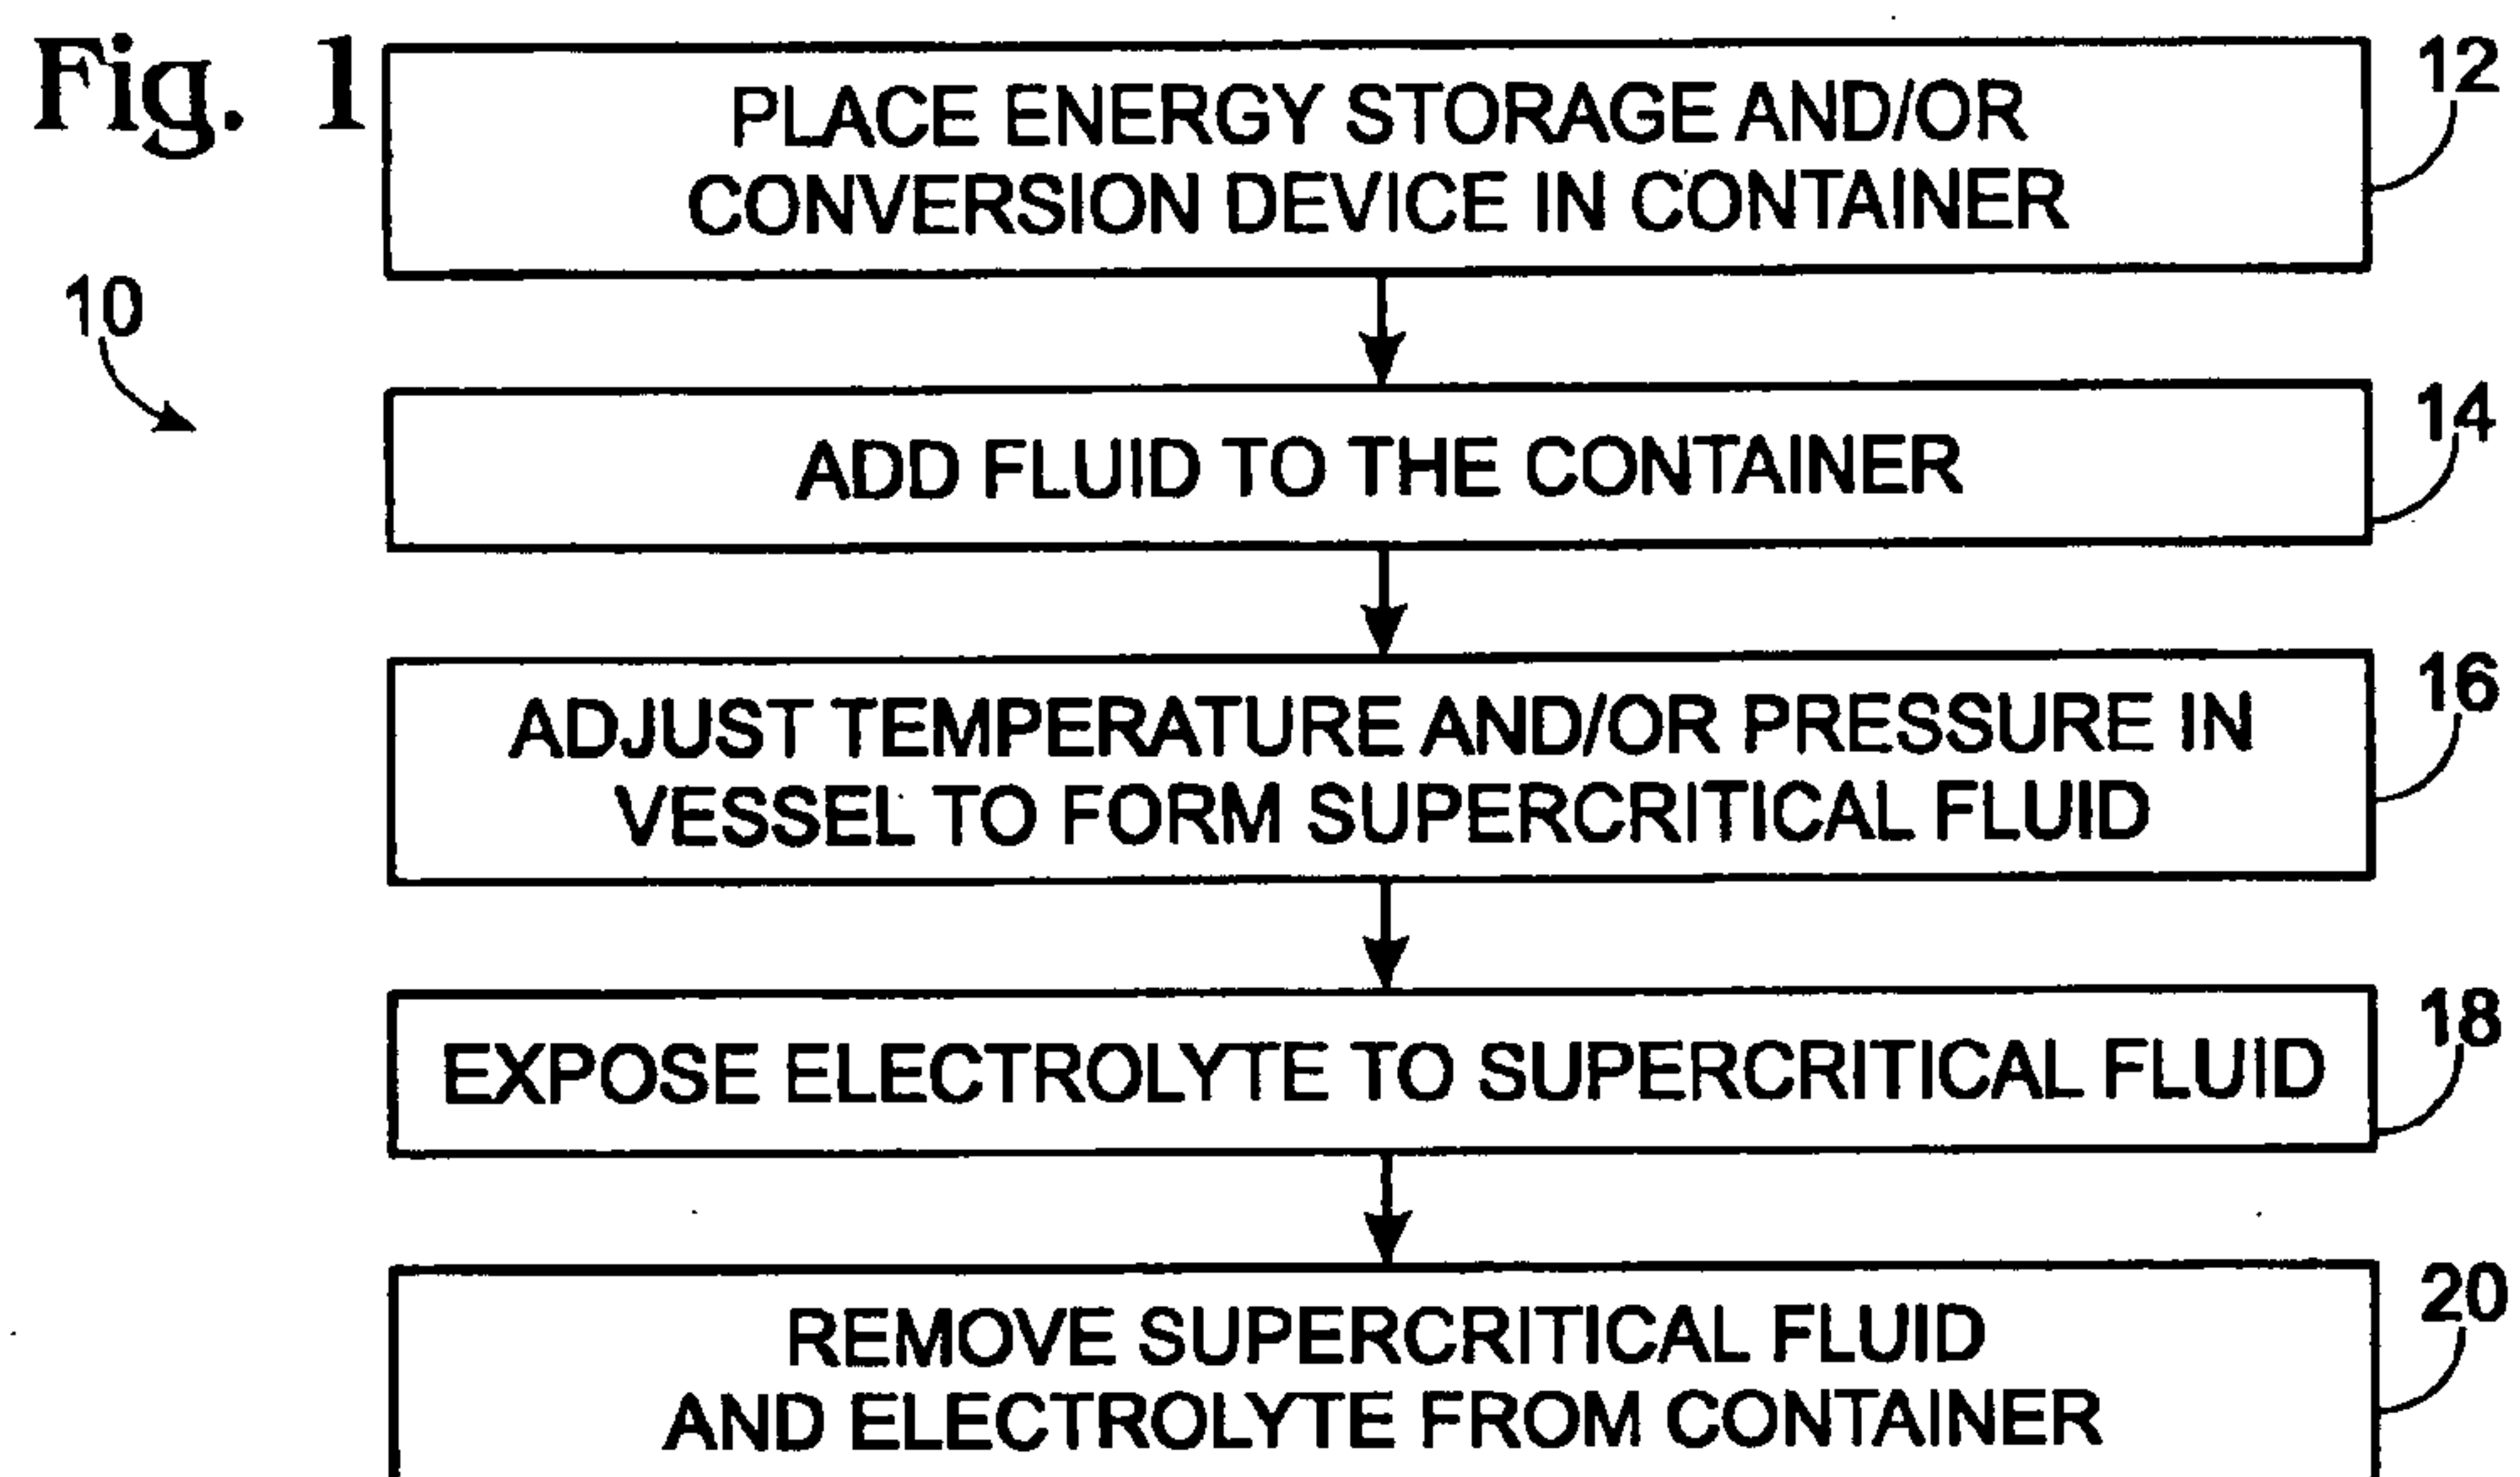 Fig. 1
PLACE ENERGY STORAGE AND/OR
CONVERSION DEVICE IN CONTAINER
12
10
ADD FLUID TO THE CONTAINER
14
ADJUST TEMPERATURE AND/OR PRESSURE IN
VESSEL TO FORM SUPERCRITICAL FLUID
16
EXPOSE ELECTROLYTE TO SUPERCRITICAL FLUID
18
REMOVE SUPERCRITICAL FLUID
AND ELECTROLYTE FROM CONTAINER
20